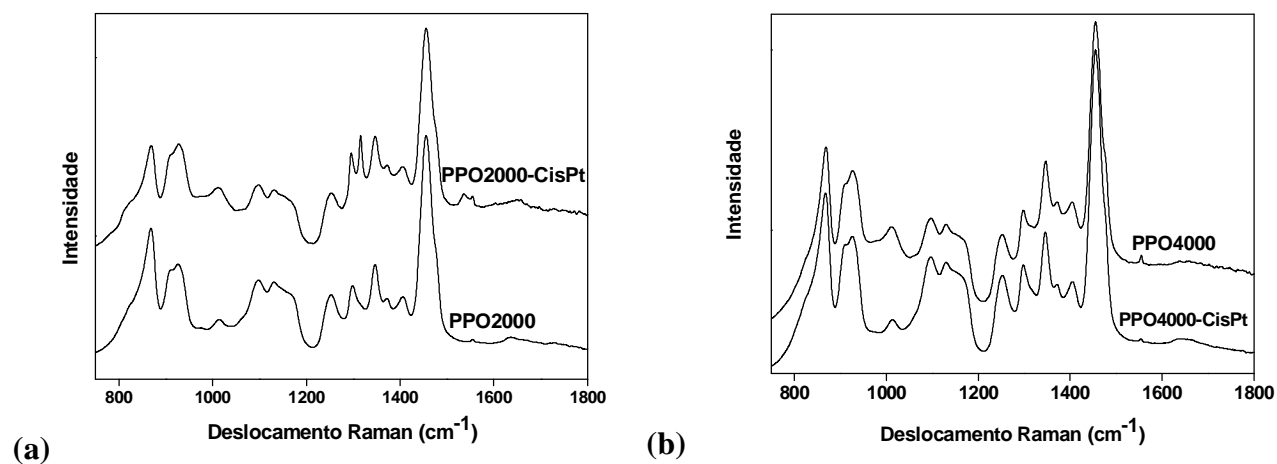 Intensidade
PPO2000-CisPt
PPO2000
800 1000 1200 1400 1600 1800
Deslocamento Raman (cm⁻¹)
(a)
Intensidade
PPO4000
PPO4000-CisPt
800 1000 1200 1400 1600 1800
Deslocamento Raman (cm⁻¹)
(b)